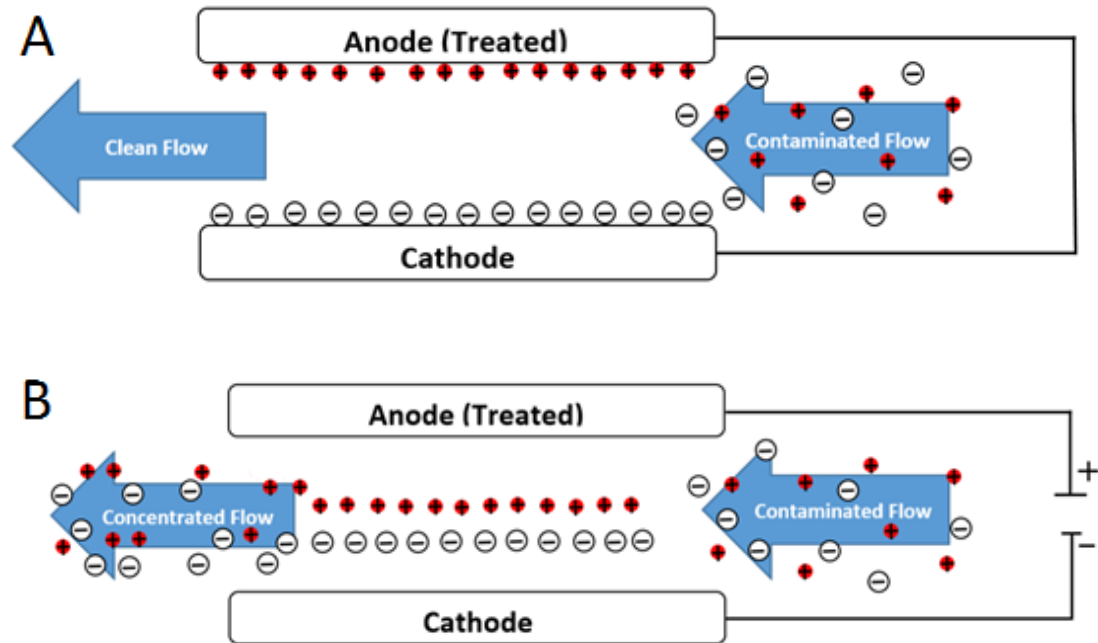 A
Anode (Treated)
Clean Flow
Contaminated Flow
Cathode
B
Anode (Treated)
+
Concentrated Flow
Contaminated Flow
−
Cathode